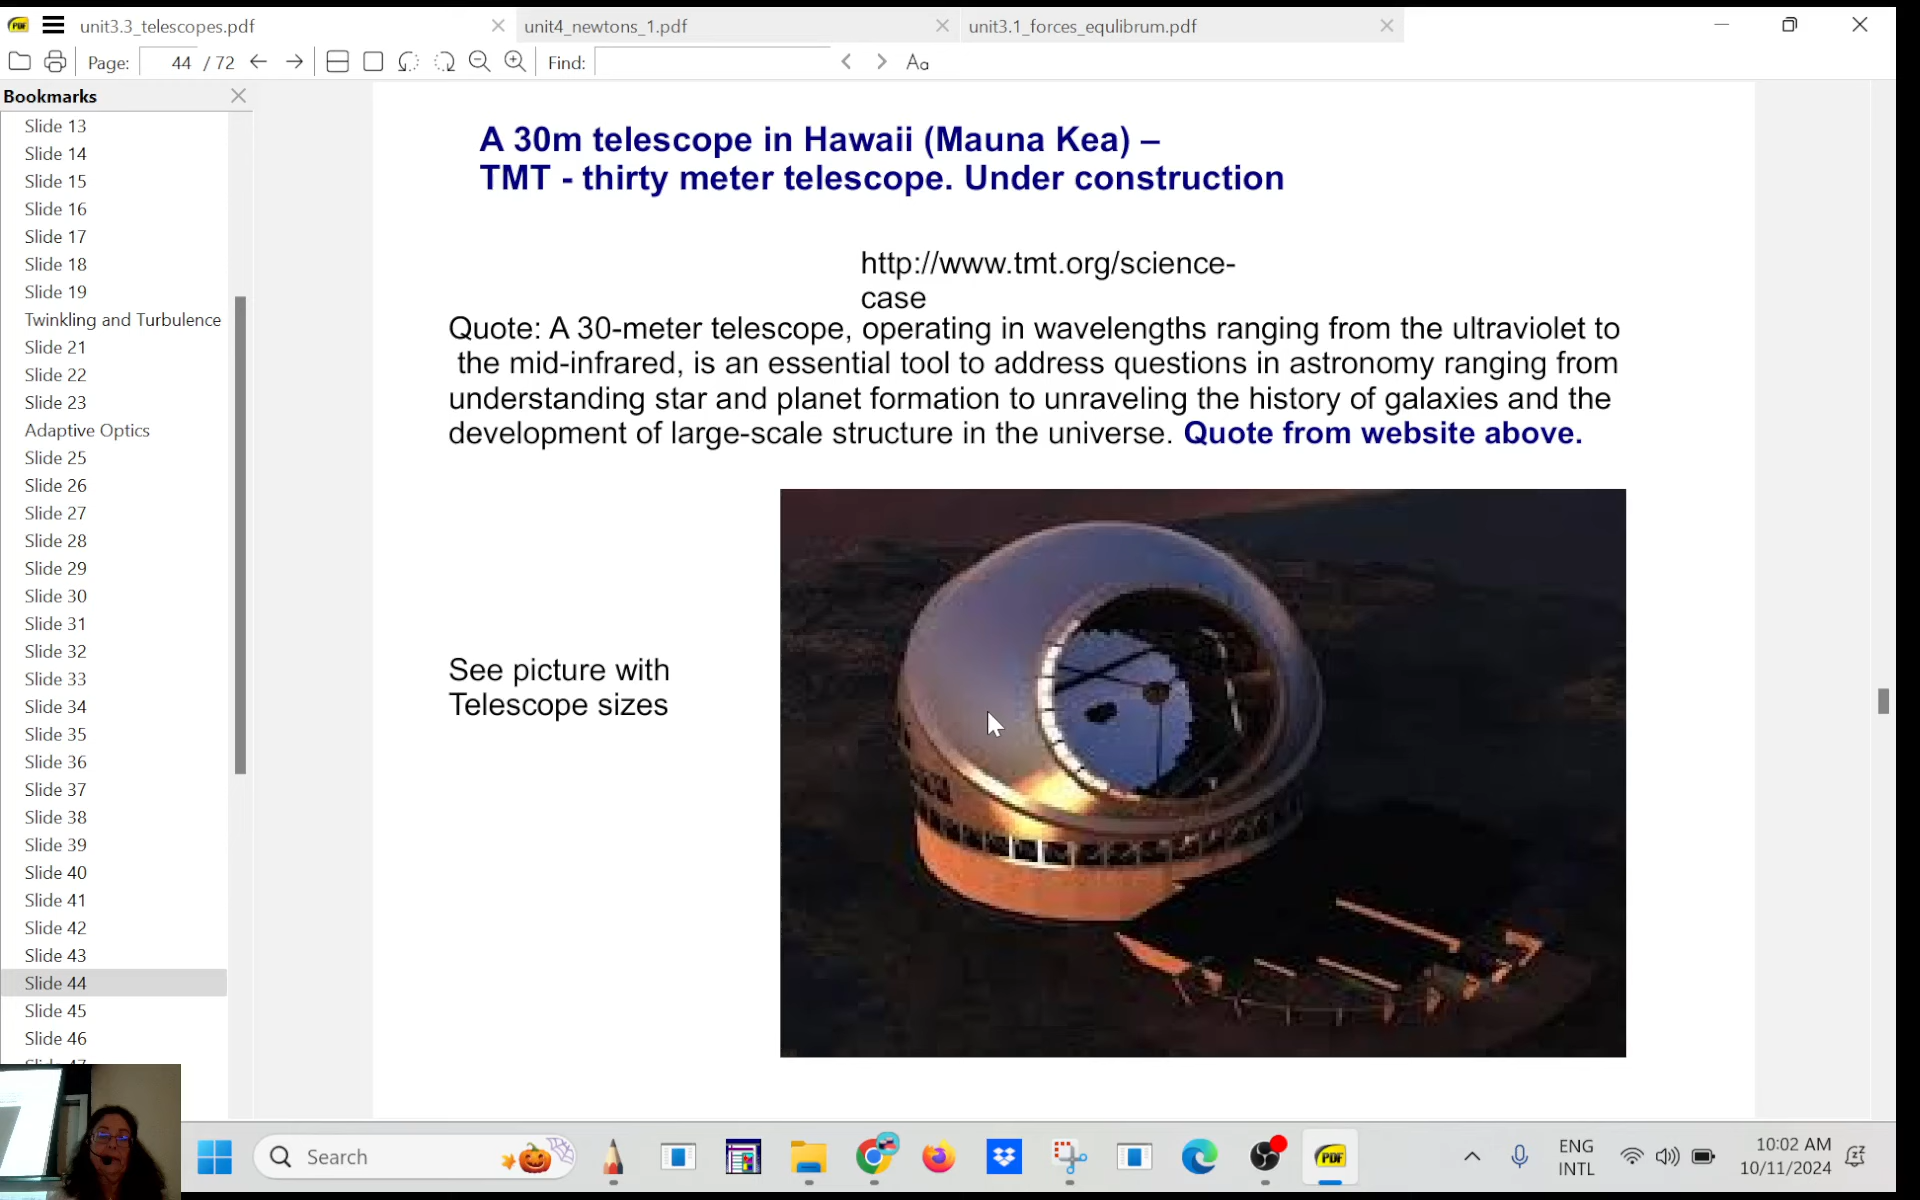 unit3.3_telescopes.pdf
unit4_newtons_1.pdf
unit3.1_forces_equlibrum.pdf
Page: 44 / 72
Find:
Aa
Bookmarks
Slide 13
Slide 14
Slide 15
Slide 16
Slide 17
Slide 18
Slide 19
Twinkling and Turbulence
Slide 21
Slide 22
Slide 23
Adaptive Optics
Slide 25
Slide 26
Slide 27
Slide 28
Slide 29
Slide 30
Slide 31
Slide 32
Slide 33
Slide 34
Slide 35
Slide 36
Slide 37
Slide 38
Slide 39
Slide 40
Slide 41
Slide 42
Slide 43
Slide 44
Slide 45
Slide 46
A 30m telescope in Hawaii (Mauna Kea) –
TMT - thirty meter telescope. Under construction
http://www.tmt.org/science-
case
Quote: A 30-meter telescope, operating in wavelengths ranging from the ultraviolet to
the mid-infrared, is an essential tool to address questions in astronomy ranging from
understanding star and planet formation to unraveling the history of galaxies and the
development of large-scale structure in the universe. Quote from website above.
See picture with
Telescope sizes
Search
PDF
ENG
INTL
10:02 AM
10/11/2024